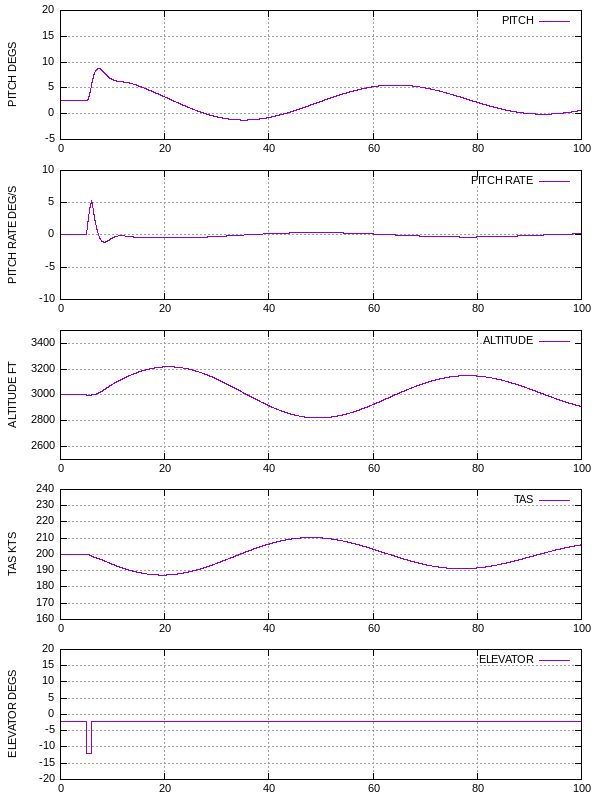 PITCH
PITCH DEGS
20
15
10
5
0
-5
0 20 40 60 80 100
PITCH RATE
PITCH RATE DEG/S
10
5
0
-5
-10
0 20 40 60 80 100
ALTITUDE
ALTITUDE FT
3400
3200
3000
2800
2600
0 20 40 60 80 100
TAS
TAS KTS
240
230
220
210
200
190
180
170
160
0 20 40 60 80 100
ELEVATOR
ELEVATOR DEGS
20
15
10
5
0
-5
-10
-15
-20
0 20 40 60 80 100